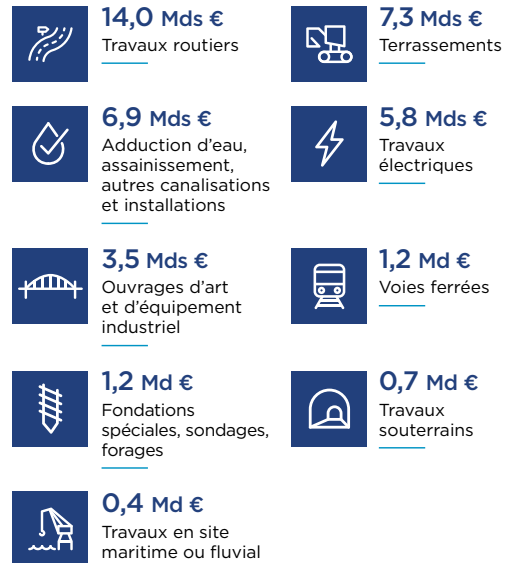 14,0 Mds €
Travaux routiers
7,3 Mds €
Terrassements
6,9 Mds €
Adduction d'eau,
assainissement,
autres canalisations
et installations
5,8 Mds €
Travaux
électriques
3,5 Mds €
Ouvrages d'art
et d'équipement
industriel
1,2 Md €
Voies ferrées
1,2 Md €
Fondations
spéciales, sondages,
forages
0,7 Md €
Travaux
souterrains
0,4 Md €
Travaux en site
maritime ou fluvial